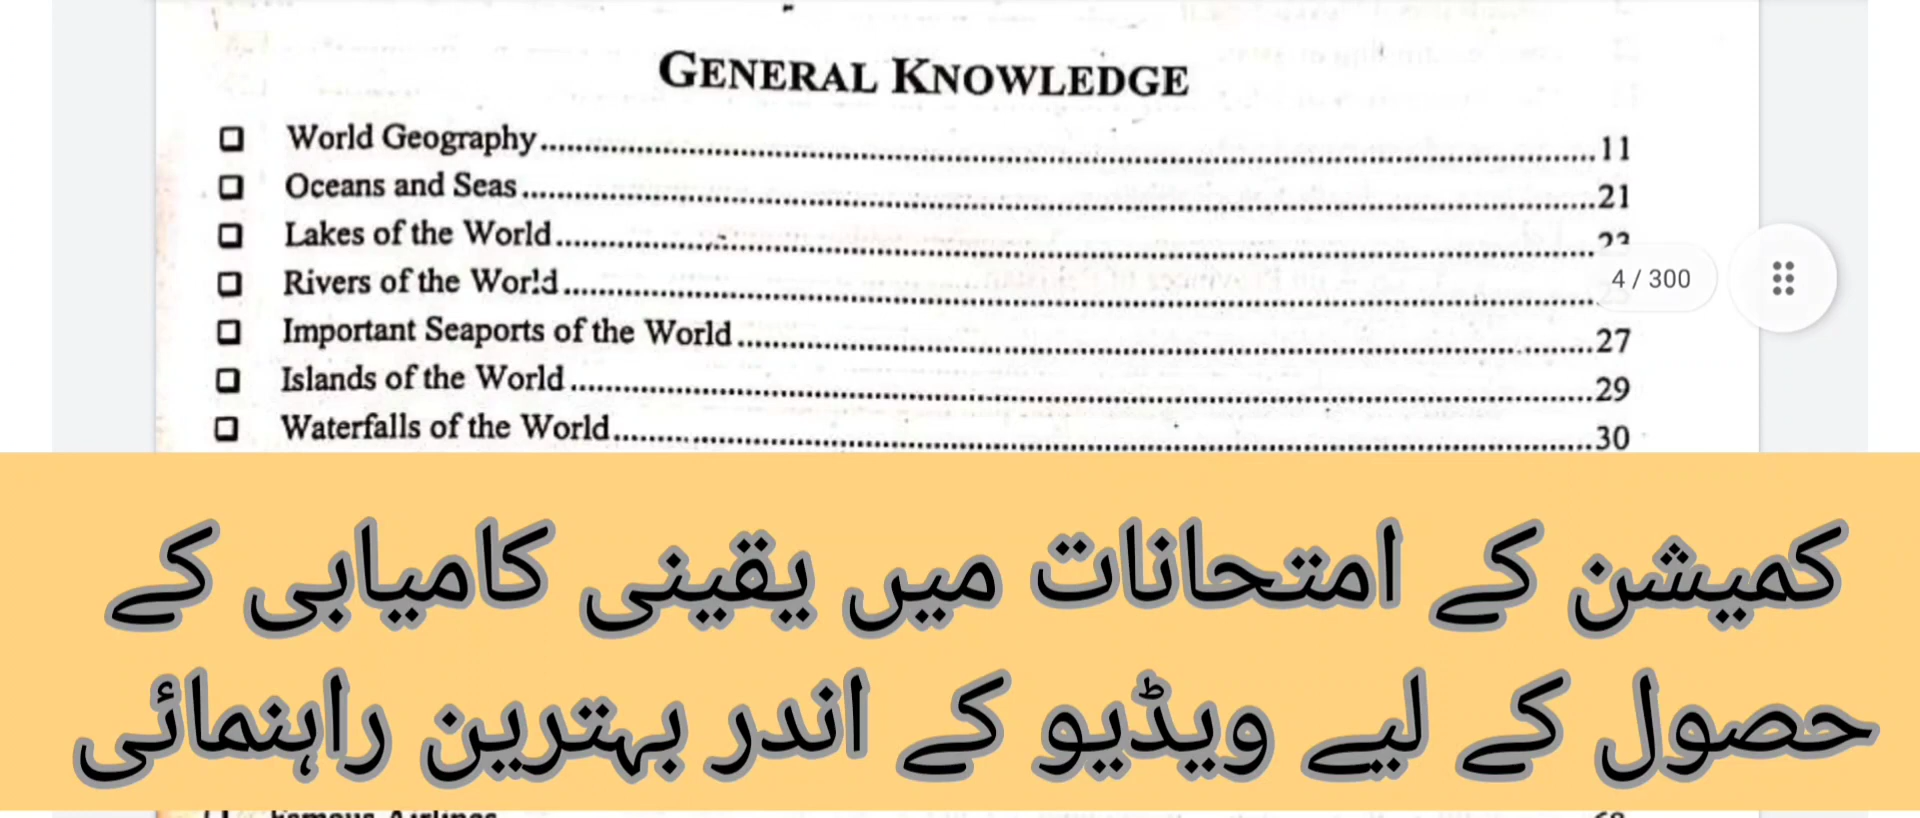 GENERAL KNOWLEDGE
❑ World Geography 11
❑ Oceans and Seas 21
❑ Lakes of the World
❑ Rivers of the World
4 / 300
❑ Important Seaports of the World 27
❑ Islands of the World 29
❑ Waterfalls of the World 30
کمیشن کے امتحانات میں یقینی کامیابی کے
حصول کے لیے ویڈیو کے اندر بہترین راہنمائی